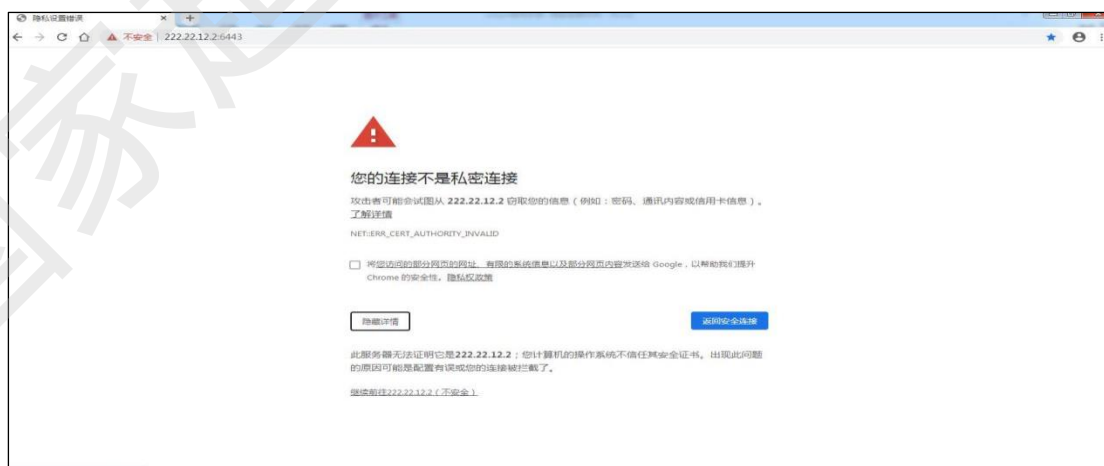 隐私设置错误
不安全 | 222.22.12.2:6443
您的连接不是私密连接
攻击者可能会试图从 222.22.12.2 窃取您的信息（例如：密码、通讯内容或信用卡信息）。
了解详情
NET::ERR_CERT_AUTHORITY_INVALID
将您访问的部分网页的网址、有限的系统信息以及部分网页内容发送给 Google，以帮助我们提升
Chrome 的安全性。隐私权政策
隐藏详情
返回安全连接
此服务器无法证明它是222.22.12.2；您计算机的操作系统不信任其安全证书。出现此问题
的原因可能是配置有误或您的连接被拦截了。
继续前往222.22.12.2（不安全）
国家